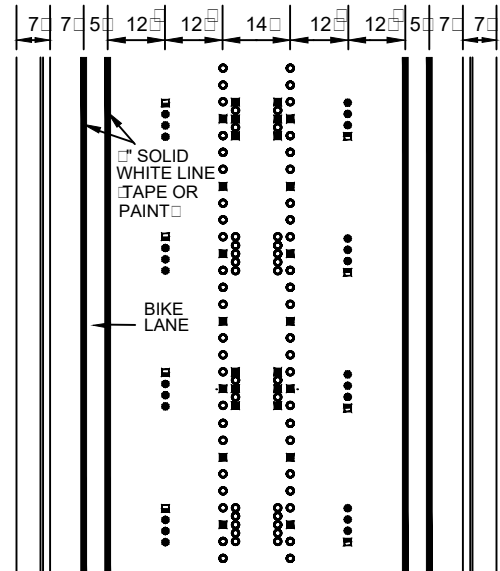 7 7 5 12 12 14 12 12 5 7 7
" SOLID
WHITE LINE
TAPE OR
PAINT
BIKE
LANE